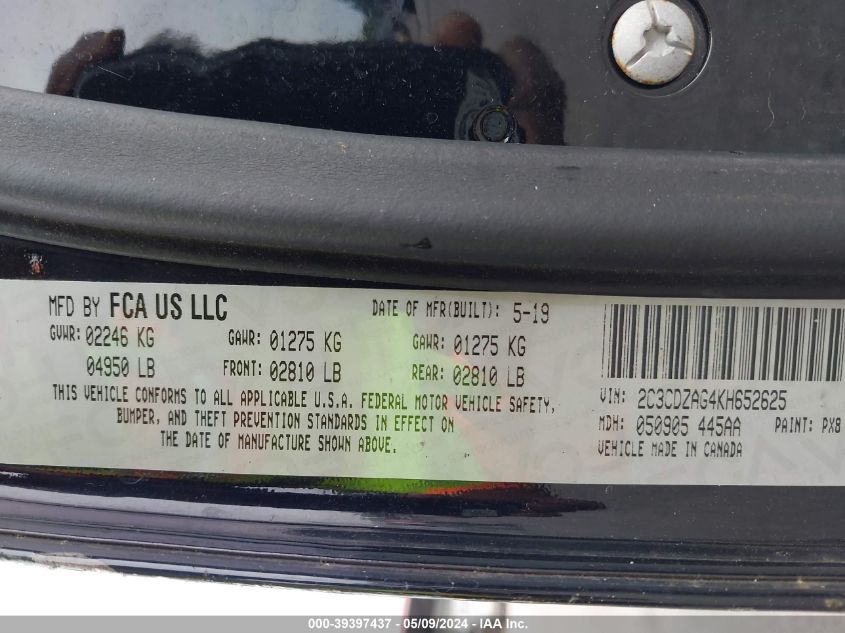 MFD BY FCA US LLC DATE OF MFR(BUILT): 5-19
GVWR: 02246 KG GAWR: 01275 KG GAWR: 01275 KG
04950 LB FRONT: 02810 LB REAR: 02810 LB
THIS VEHICLE CONFORMS TO ALL APPLICABLE U.S.A. FEDERAL MOTOR VEHICLE SAFETY,
BUMPER, AND THEFT PREVENTION STANDARDS IN EFFECT ON
THE DATE OF MANUFACTURE SHOWN ABOVE.
VIN: 2C3CDZAG4KH652625
MDH: 050905 445AA PAINT: PX8
VEHICLE MADE IN CANADA
000-39397437 - 05/09/2024 - IAA Inc.